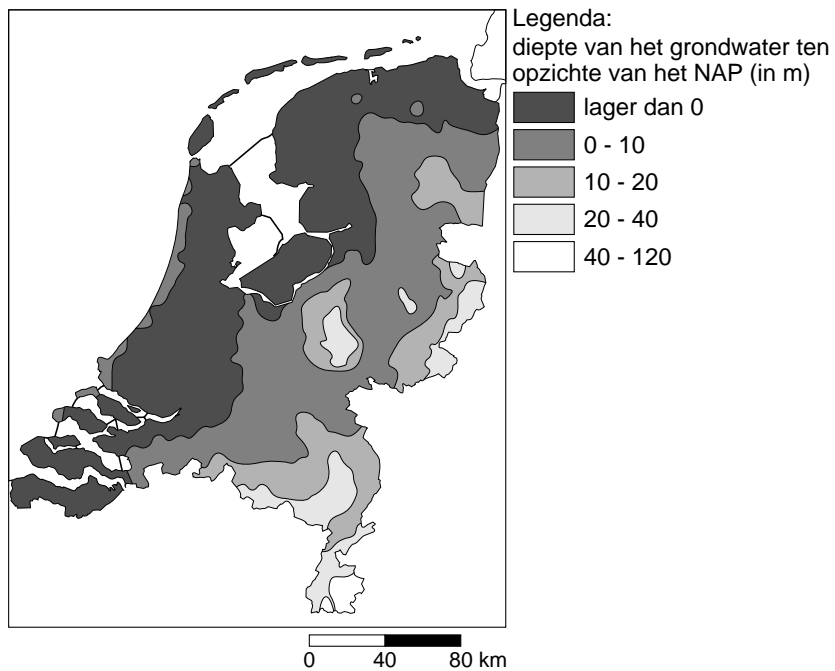 Legenda:
diepte van het grondwater ten
opzichte van het NAP (in m)
lager dan 0
0 - 10
10 - 20
20 - 40
40 - 120
0 40 80 km